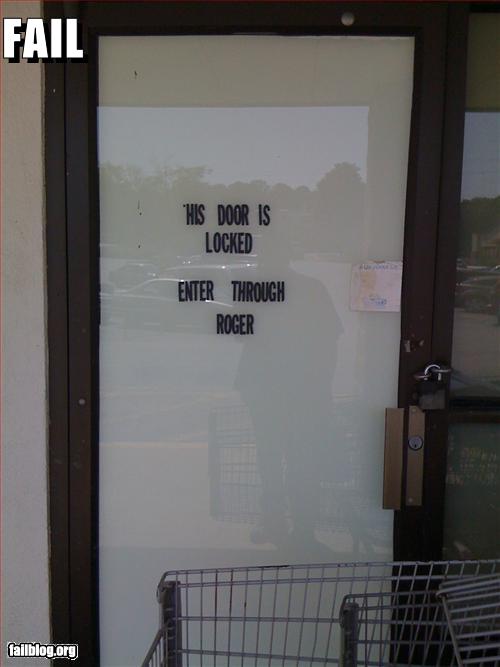 FAIL
'HIS DOOR IS
LOCKED
ENTER THROUGH
ROGER
failblog.org